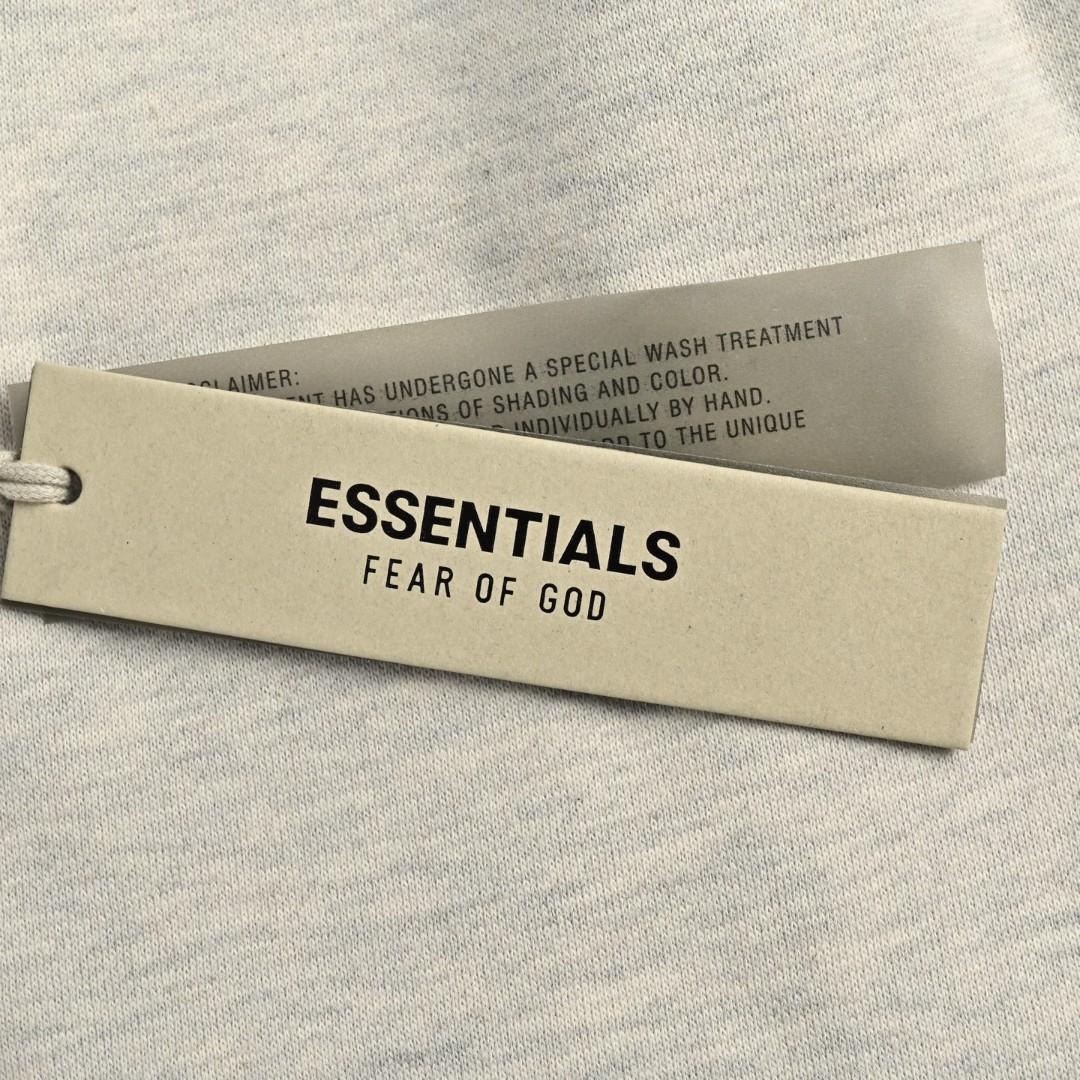 HAS UNDERGONE A SPECIAL WASH TREATMENT
OF SHADING AND COLOR.
INDIVIDUALLY BY HAND.
TO THE UNIQUE
ESSENTIALS
FEAR OF GOD